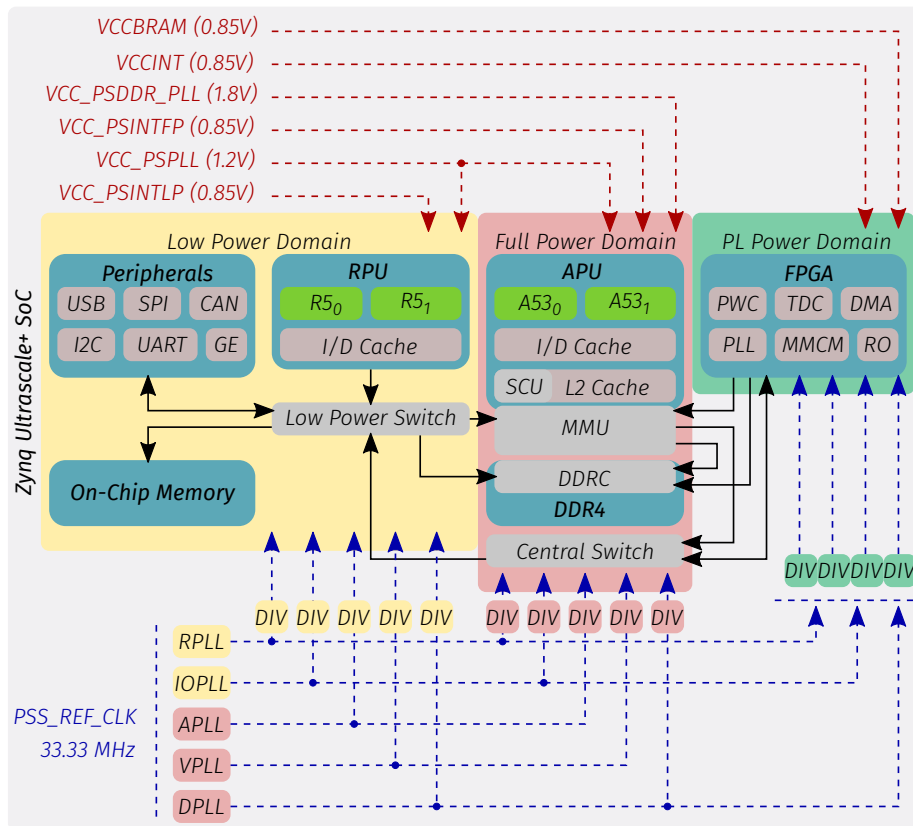 VCCBRAM (0.85V)
VCCINT (0.85V)
VCC_PSDDR_PLL (1.8V)
VCC_PSINTFP (0.85V)
VCC_PSPLL (1.2V)
VCC_PSINTLP (0.85V)
Zynq Ultrascale+ SoC
Low Power Domain
Full Power Domain
PL Power Domain
Peripherals
USB SPI CAN
I2C UART GE
RPU
R5₀ R5₁
I/D Cache
APU
A53₀ A53₁
I/D Cache
SCU L2 Cache
FPGA
PWC TDC DMA
PLL MMCM RO
Low Power Switch
MMU
On-Chip Memory
DDRC
DDR4
Central Switch
DIV DIV DIV DIV
DIV DIV DIV DIV DIV
DIV DIV DIV DIV DIV
RPLL
IOPLL
PSS_REF_CLK
33.33 MHz
APLL
VPLL
DPLL